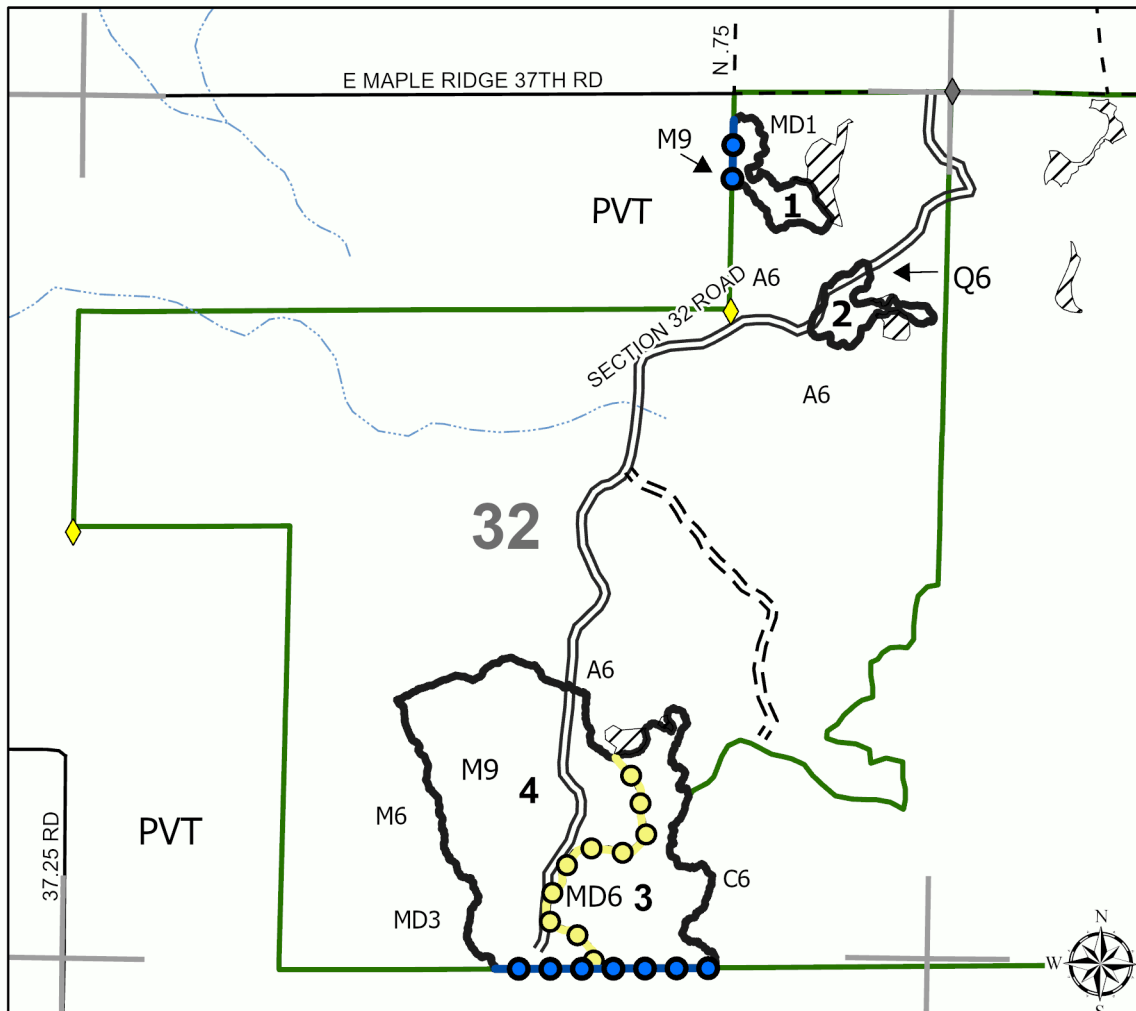 N .75
E MAPLE RIDGE 37TH RD
MD1
M9
1
PVT
A6
Q6
2
SECTION 32 ROAD
A6
32
A6
M9
4
M6
PVT
37.25 RD
C6
MD6
3
MD3
N
W
S